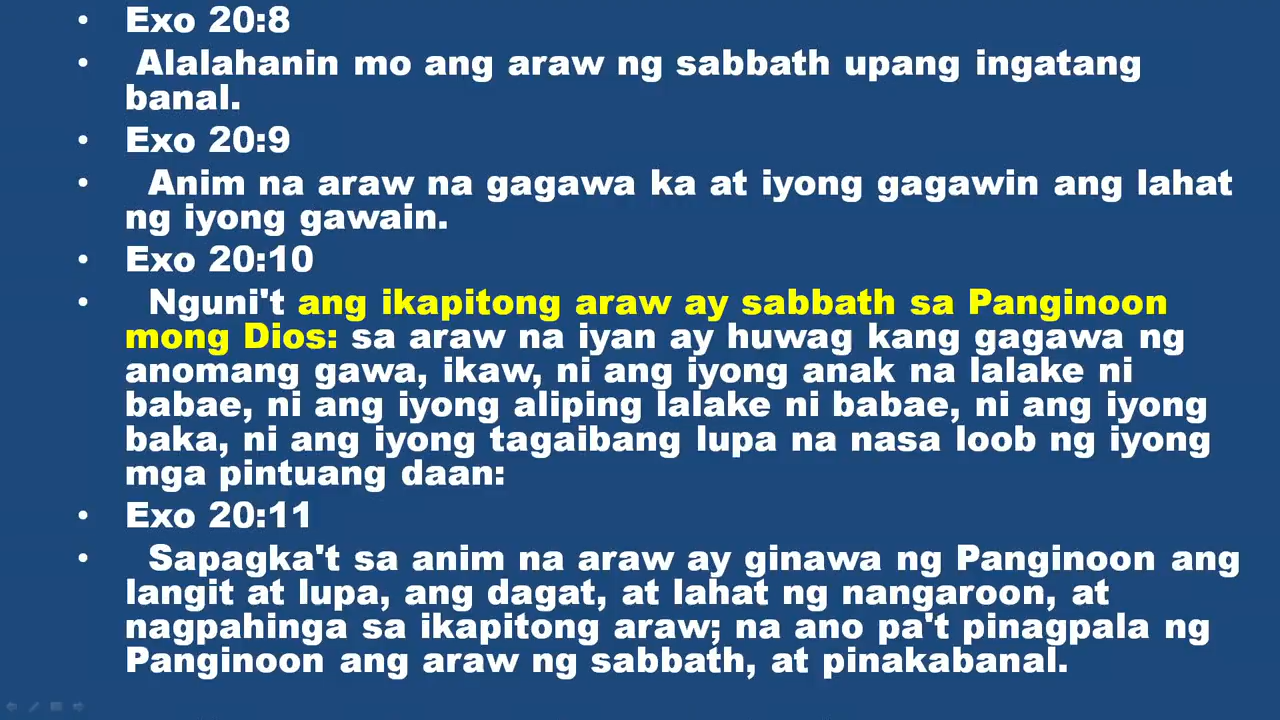 • Exo 20:8
• Alalahanin mo ang araw ng sabbath upang ingatang
banal.
• Exo 20:9
• Anim na araw na gagawa ka at iyong gagawin ang lahat
ng iyong gawain.
• Exo 20:10
• Nguni't ang ikapitong araw ay sabbath sa Panginoon
mong Dios: sa araw na iyan ay huwag kang gagawa ng
anomang gawa, ikaw, ni ang iyong anak na lalake ni
babae, ni ang iyong aliping lalake ni babae, ni ang iyong
baka, ni ang iyong tagaibang lupa na nasa loob ng iyong
mga pintuang daan:
• Exo 20:11
• Sapagka't sa anim na araw ay ginawa ng Panginoon ang
langit at lupa, ang dagat, at lahat ng nangaroon, at
nagpahinga sa ikapitong araw; na ano pa't pinagpala ng
Panginoon ang araw ng sabbath, at pinakabanal.